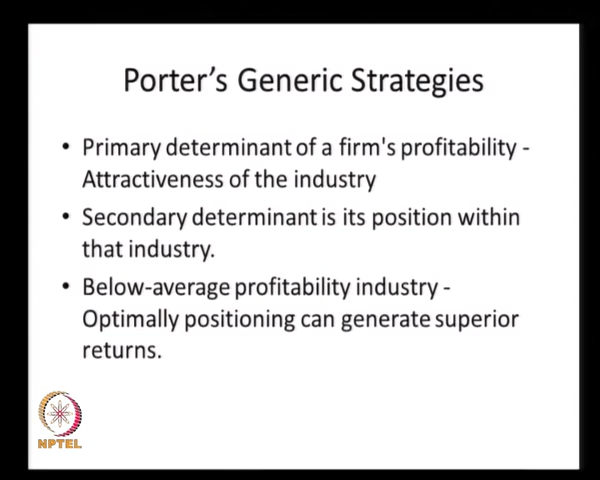 Porter's Generic Strategies
• Primary determinant of a firm's profitability -
Attractiveness of the industry
• Secondary determinant is its position within
that industry.
• Below-average profitability industry -
Optimally positioning can generate superior
returns.
NPTEL